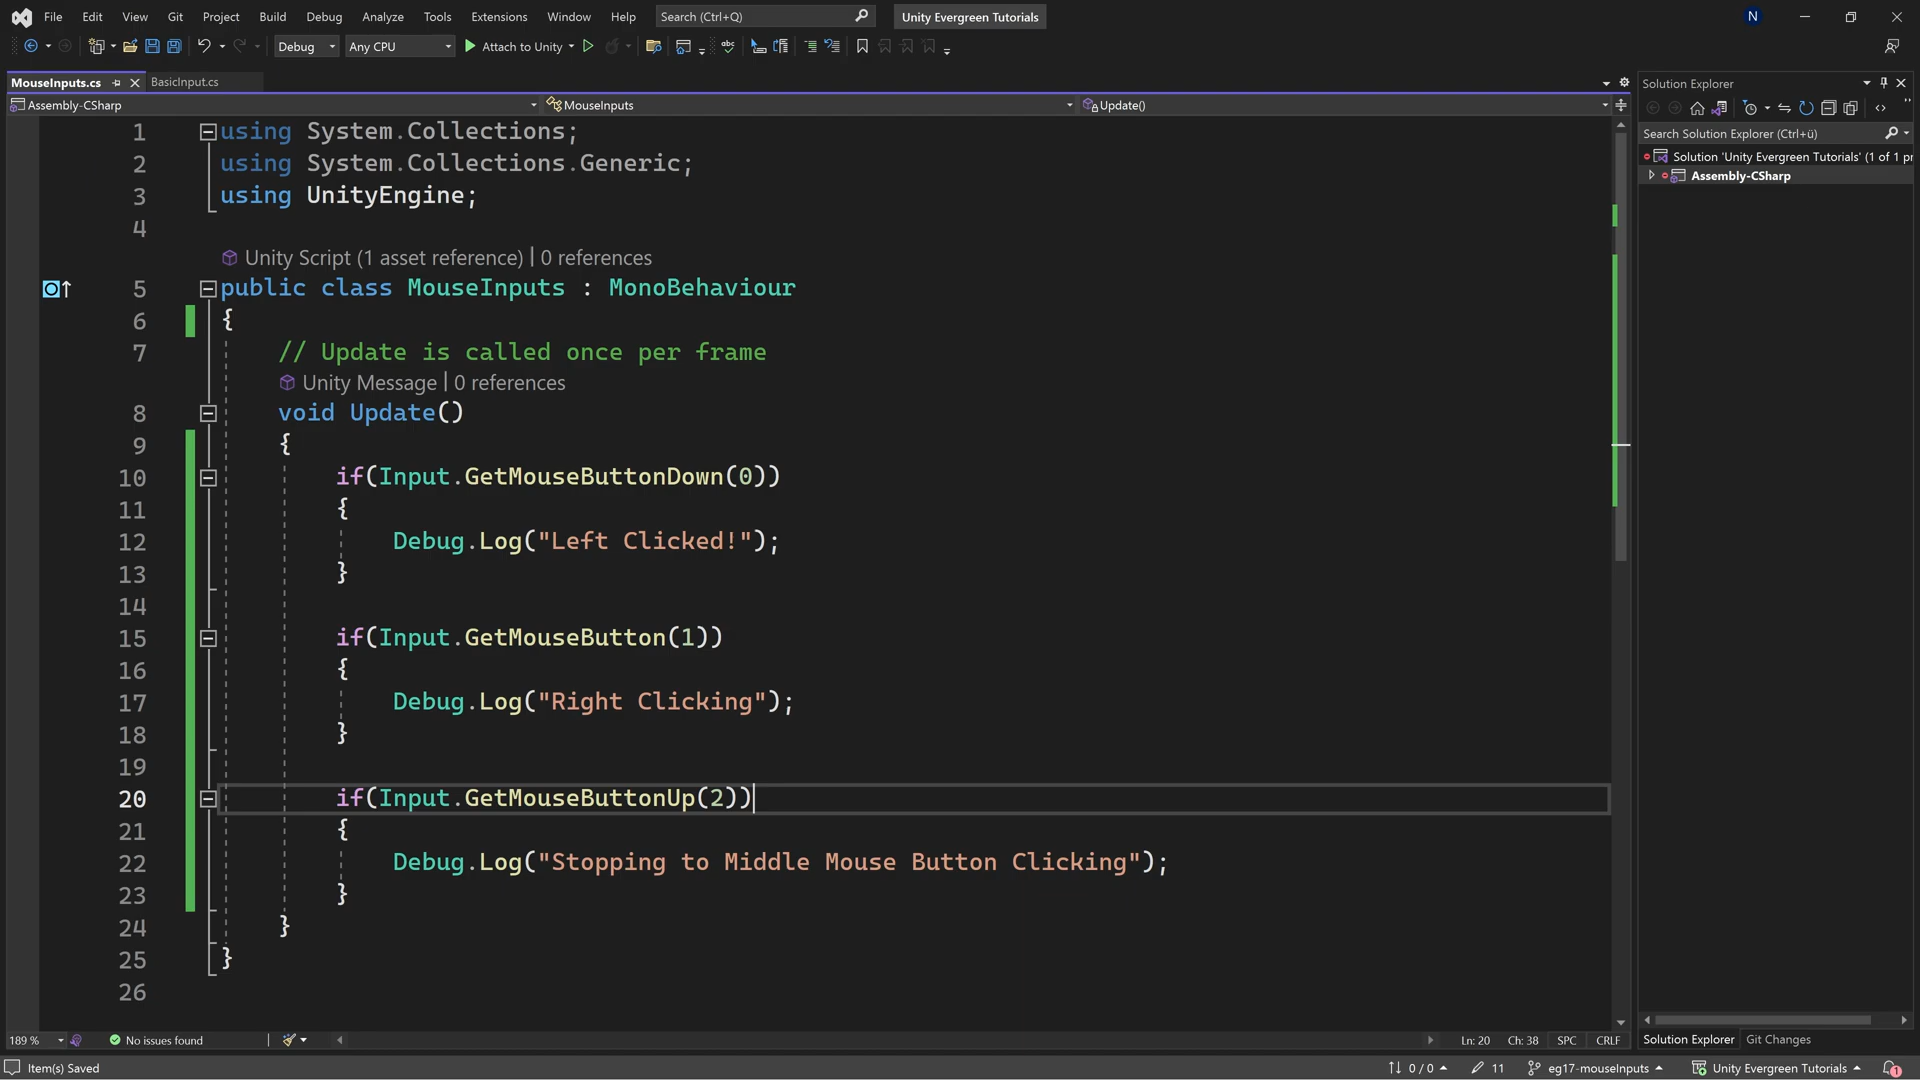 File Edit View Git Project Build Debug Test Analyze Tools Extensions Window Help Search (Ctrl+Q) Unity Evergreen Tutorials N
Debug Any CPU Attach to Unity
MouseInputs.cs BasicInput.cs
Assembly-CSharp MouseInputs Update()
1 using System.Collections;
2 using System.Collections.Generic;
3 using UnityEngine;
4
Unity Script (1 asset reference) | 0 references
5 public class MouseInputs : MonoBehaviour
6 {
7 // Update is called once per frame
Unity Message | 0 references
8 void Update()
9 {
10 if(Input.GetMouseButtonDown(0))
11 {
12 Debug.Log("Left Clicked!");
13 }
14
15 if(Input.GetMouseButton(1))
16 {
17 Debug.Log("Right Clicking");
18 }
19
20 if(Input.GetMouseButtonUp(2))
21 {
22 Debug.Log("Stopping to Middle Mouse Button Clicking");
23 }
24 }
25 }
26
189 % No issues found Ln: 20 Ch: 38 SPC CRLF
Solution Explorer
Search Solution Explorer (Ctrl+ü)
Solution 'Unity Evergreen Tutorials' (1 of 1 pr
Assembly-CSharp
Solution Explorer Git Changes
Item(s) Saved 0 / 0 11 eg17-mouseInputs Unity Evergreen Tutorials 1